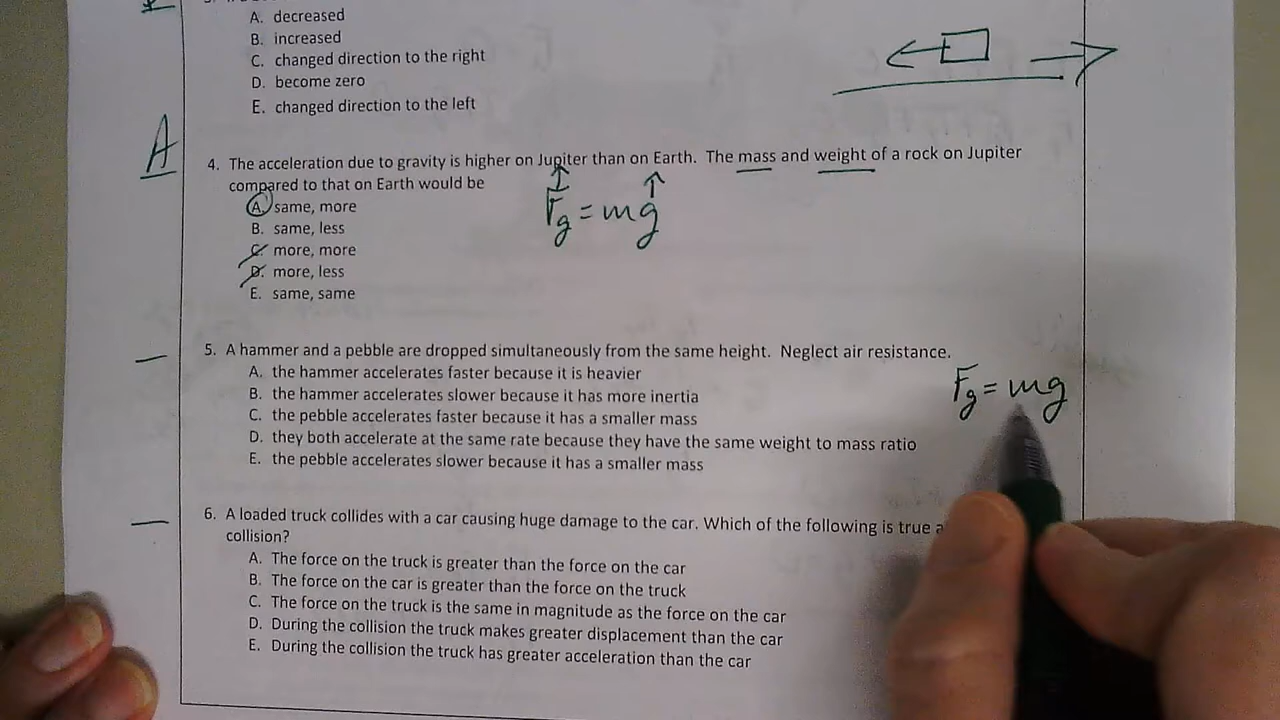 A. decreased
B. increased
C. changed direction to the right
D. become zero
E. changed direction to the left
A
4. The acceleration due to gravity is higher on Jupiter than on Earth. The mass and weight of a rock on Jupiter
compared to that on Earth would be
Fg = mg
A. same, more
B. same, less
C. more, more
D. more, less
E. same, same
5. A hammer and a pebble are dropped simultaneously from the same height. Neglect air resistance.
A. the hammer accelerates faster because it is heavier
B. the hammer accelerates slower because it has more inertia
Fg = mg
C. the pebble accelerates faster because it has a smaller mass
D. they both accelerate at the same rate because they have the same weight to mass ratio
E. the pebble accelerates slower because it has a smaller mass
6. A loaded truck collides with a car causing huge damage to the car. Which of the following is true
collision?
A. The force on the truck is greater than the force on the car
B. The force on the car is greater than the force on the truck
C. The force on the truck is the same in magnitude as the force on the car
D. During the collision the truck makes greater displacement than the car
E. During the collision the truck has greater acceleration than the car